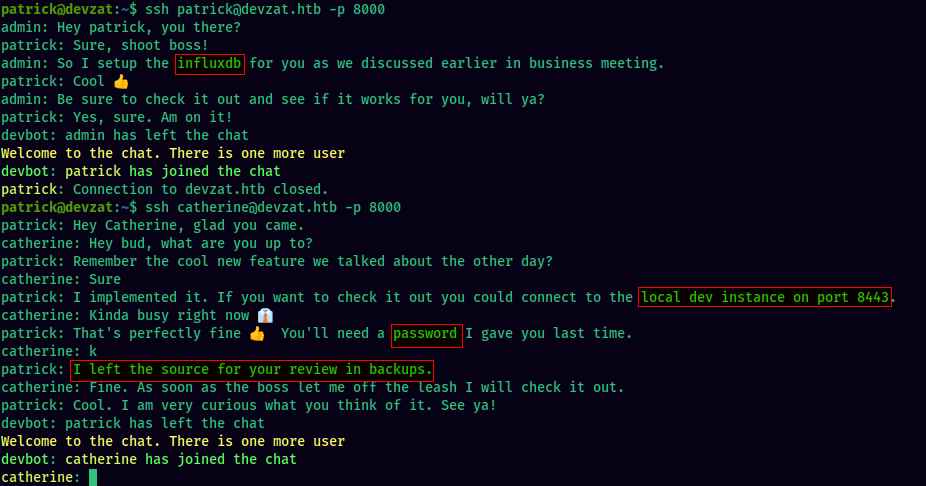 patrick@devzat:~$ ssh patrick@devzat.htb -p 8000
admin: Hey patrick, you there?
patrick: Sure, shoot boss!
admin: So I setup the influxdb for you as we discussed earlier in business meeting.
patrick: Cool 👍
admin: Be sure to check it out and see if it works for you, will ya?
patrick: Yes, sure. Am on it!
devbot: admin has left the chat
Welcome to the chat. There is one more user
devbot: patrick has joined the chat
patrick: Connection to devzat.htb closed.
patrick@devzat:~$ ssh catherine@devzat.htb -p 8000
patrick: Hey Catherine, glad you came.
catherine: Hey bud, what are you up to?
patrick: Remember the cool new feature we talked about the other day?
catherine: Sure
patrick: I implemented it. If you want to check it out you could connect to the local dev instance on port 8443.
catherine: Kinda busy right now 👔
patrick: That's perfectly fine 👍  You'll need a password I gave you last time.
catherine: k
patrick: I left the source for your review in backups.
catherine: Fine. As soon as the boss let me off the leash I will check it out.
patrick: Cool. I am very curious what you think of it. See ya!
devbot: patrick has left the chat
Welcome to the chat. There is one more user
devbot: catherine has joined the chat
catherine: